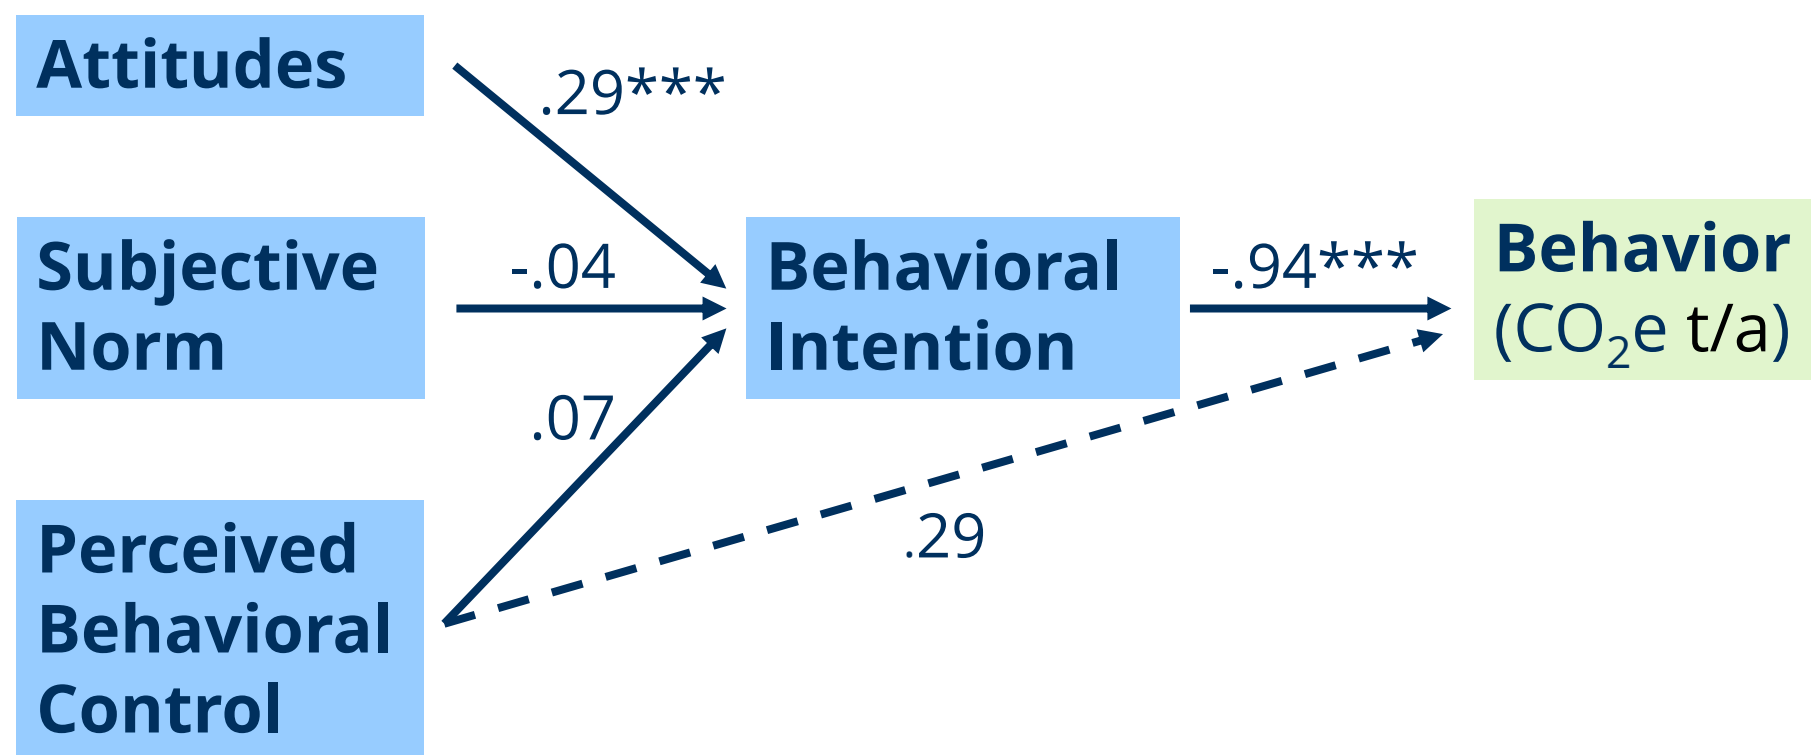 Attitudes
.29***
Subjective
Norm
-.04
Behavioral
Intention
-.94***
Behavior
(CO₂e t/a)
.07
Perceived
Behavioral
Control
.29